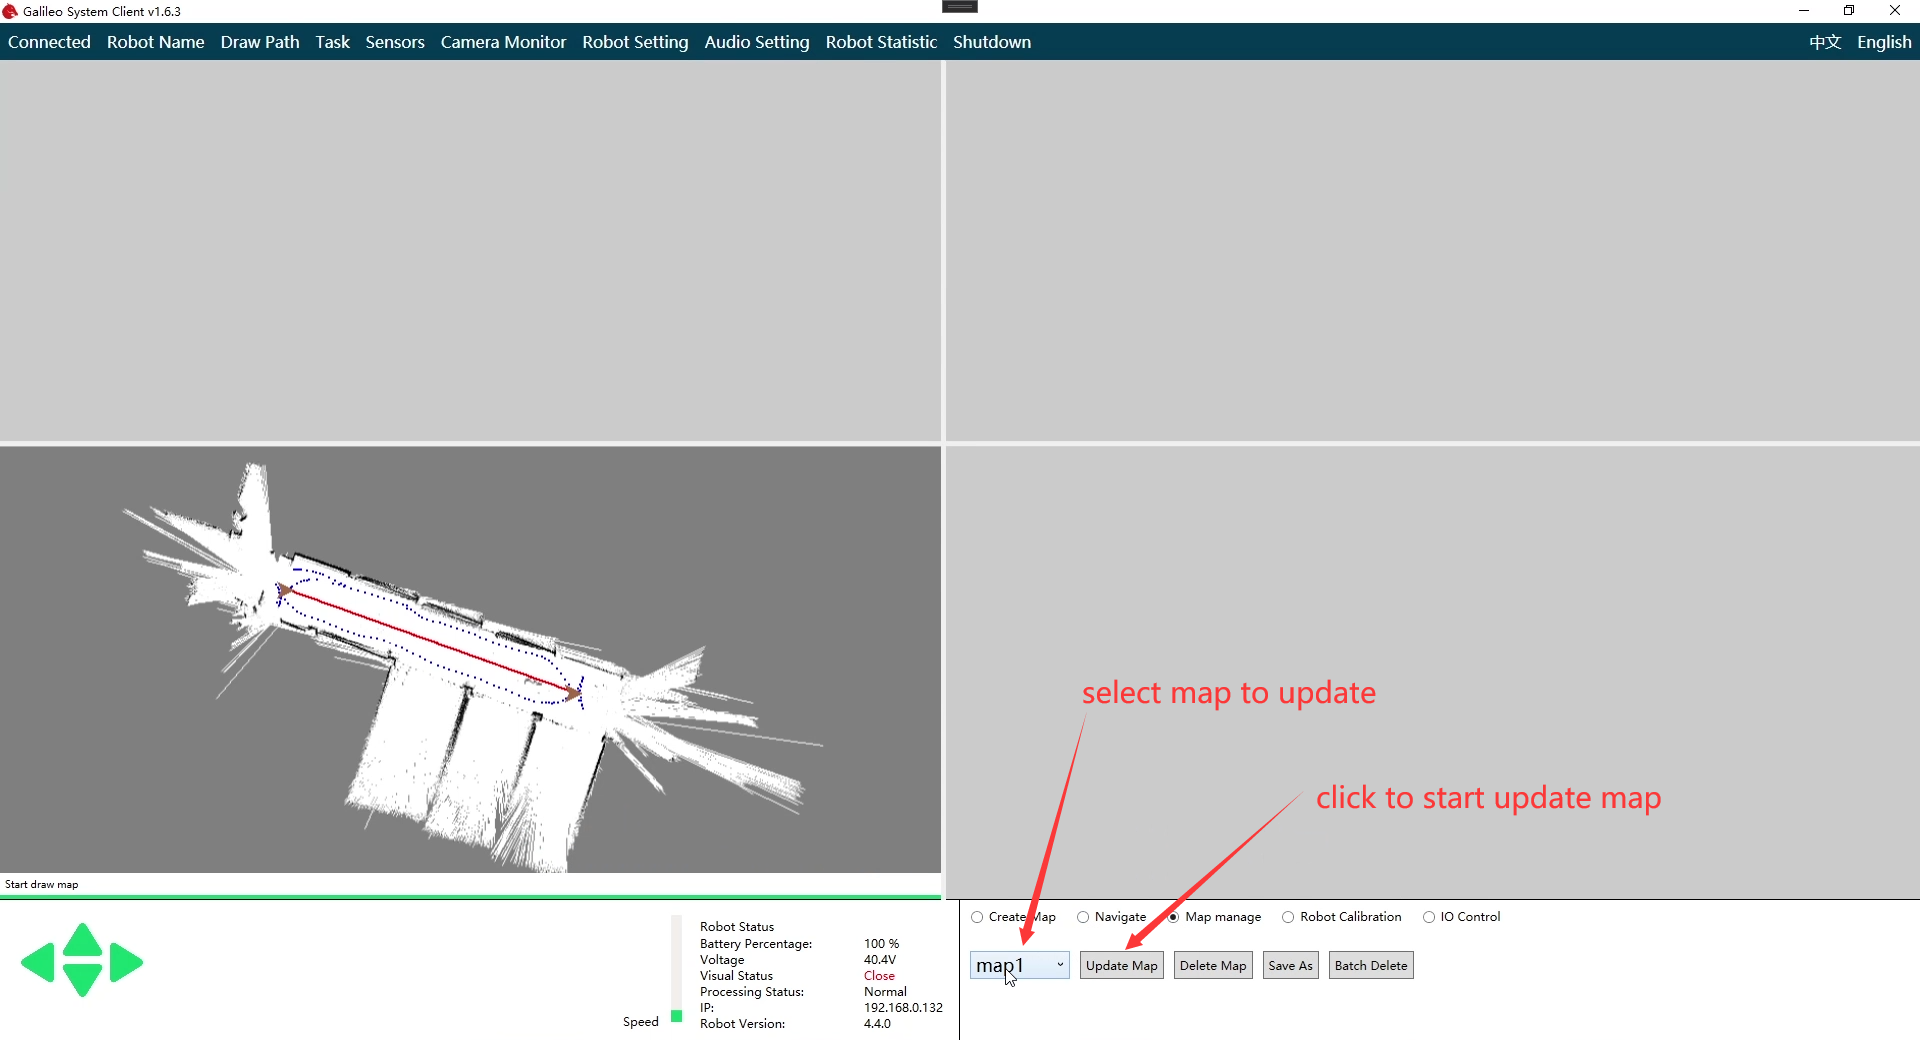 Galileo System Client v1.6.3
Connected Robot Name Draw Path Task Sensors Camera Monitor Robot Setting Audio Setting Robot Statistic Shutdown 中文 English
select map to update
click to start update map
Start draw map
Speed
Robot Status
Battery Percentage: 100 %
Voltage 40.4V
Visual Status Close
Processing Status: Normal
IP: 192.168.0.132
Robot Version: 4.4.0
Create Map Navigate Map manage Robot Calibration IO Control
map1 Update Map Delete Map Save As Batch Delete